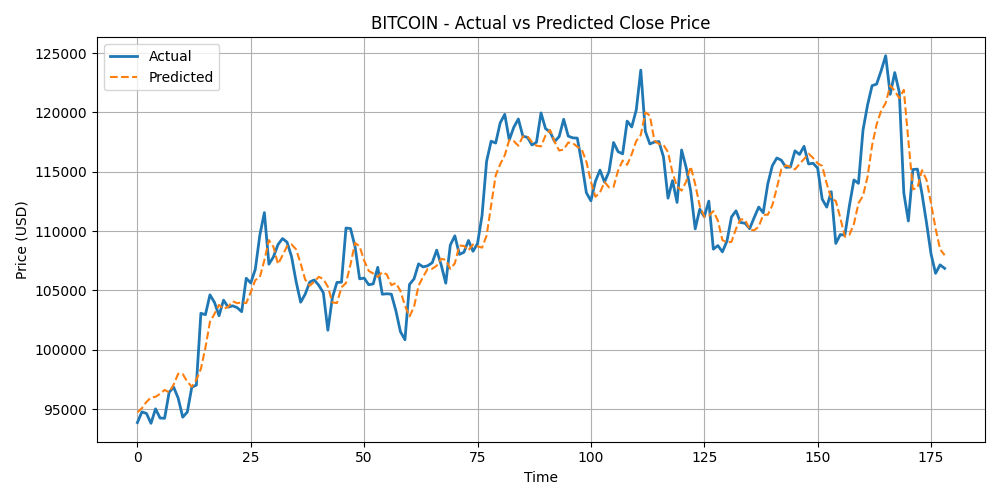 BITCOIN - Actual vs Predicted Close Price
Actual
Predicted
Price (USD)
125000
120000
115000
110000
105000
100000
95000
0 25 50 75 100 125 150 175
Time